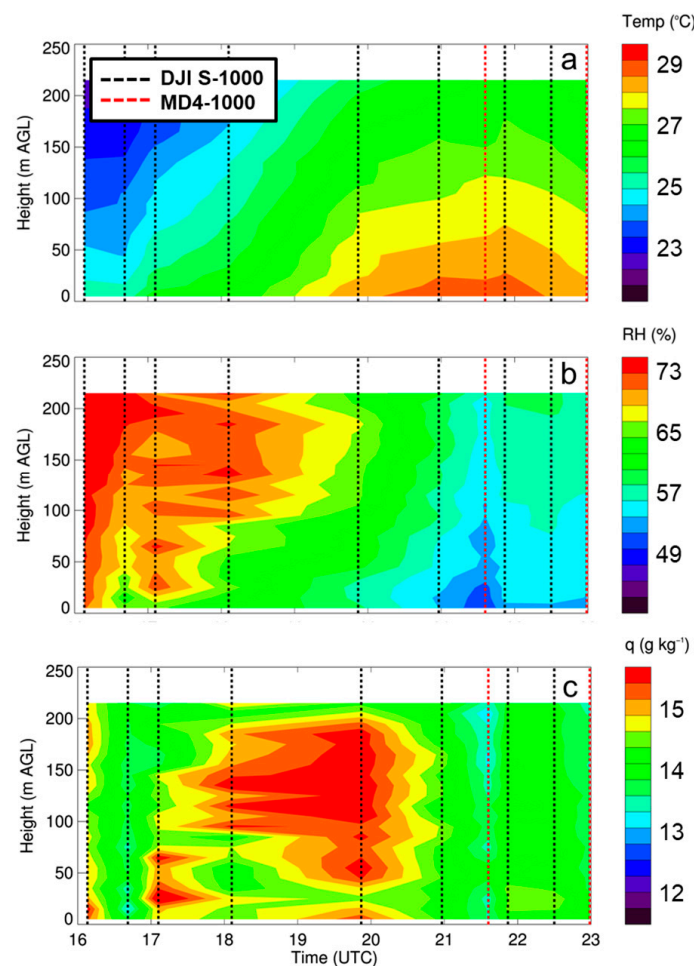 Temp (°C)
a
DJI S-1000
MD4-1000
Height (m AGL)
250
200
150
100
50
0
29
27
25
23
RH (%)
b
Height (m AGL)
250
200
150
100
50
0
73
65
57
49
q (g kg⁻¹)
c
Height (m AGL)
250
200
150
100
50
0
15
14
13
12
16 17 18 19 20 21 22 23
Time (UTC)